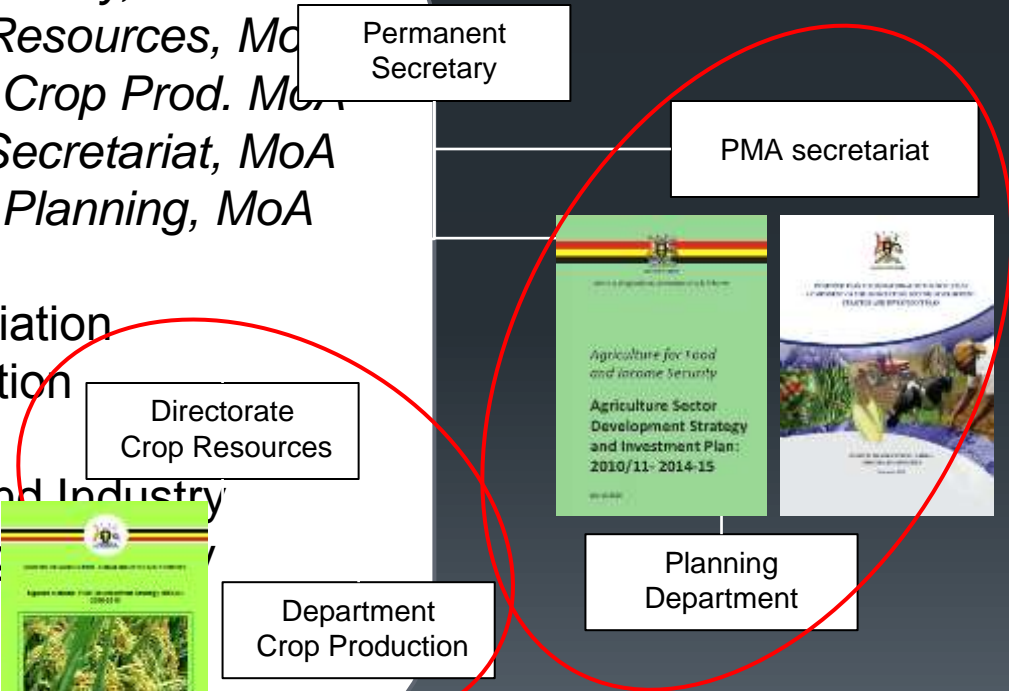 Resources, Mo
Crop Prod. MoA
Secretariat, MoA
Planning, MoA
iation
tion
nd Industry
Permanent
Secretary
PMA secretariat
Agriculture for Food
and Income Security
Agriculture Sector
Development Strategy
and Investment Plan:
2010/11- 2014-15
Directorate
Crop Resources
Planning
Department
Department
Crop Production